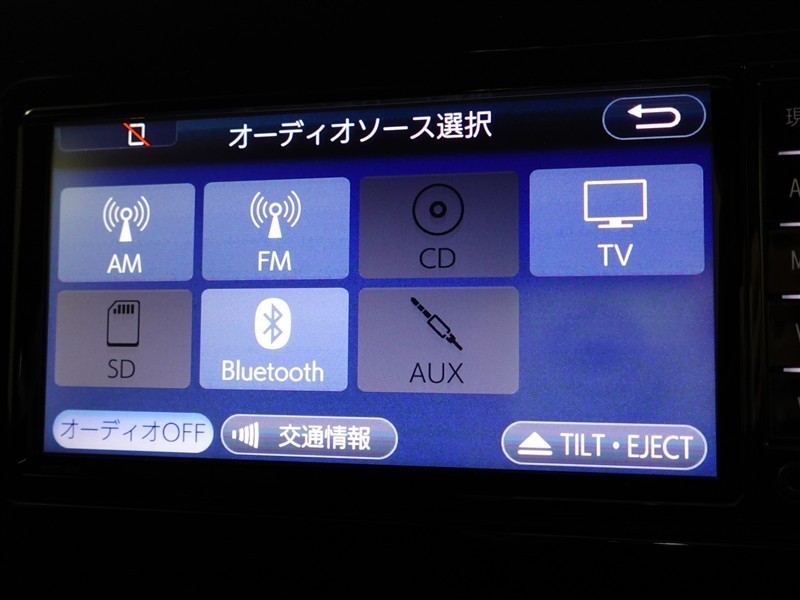 オーディオソース選択
AM
FM
CD
TV
SD
Bluetooth
AUX
オーディオOFF
交通情報
TILT・EJECT
現